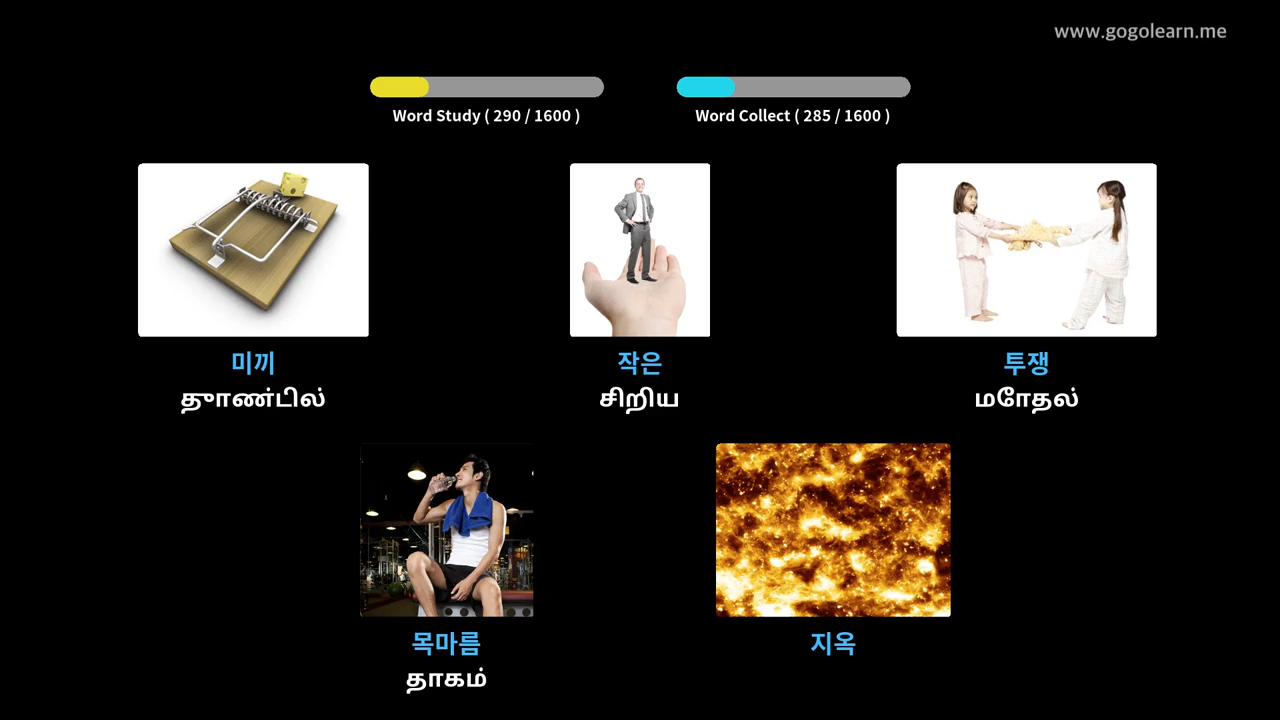 www.gogolearn.me
Word Study ( 290 / 1600 )
Word Collect ( 285 / 1600 )
미끼
작은
투쟁
தூண்டில்
சிறிய
மோதல்
목마름
지옥
தாகம்